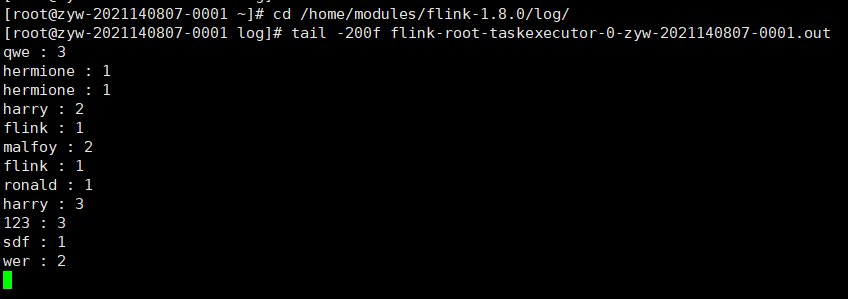 [root@zyw-2021140807-0001 ~]# cd /home/modules/flink-1.8.0/log/
[root@zyw-2021140807-0001 log]# tail -200f flink-root-taskexecutor-0-zyw-2021140807-0001.out
qwe : 3
hermione : 1
hermione : 1
harry : 2
flink : 1
malfoy : 2
flink : 1
ronald : 1
harry : 3
123 : 3
sdf : 1
wer : 2